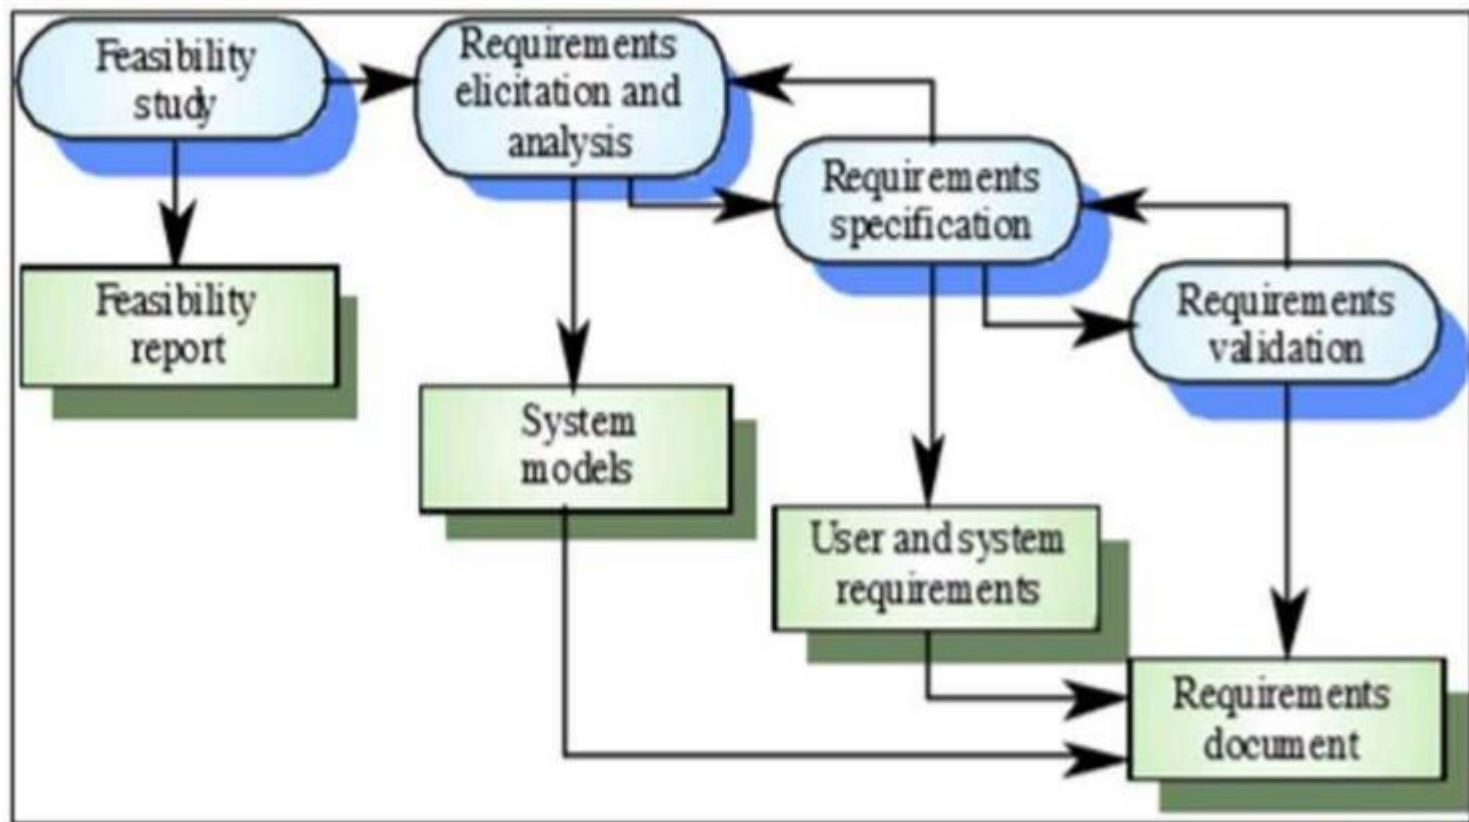 Feasibility
study
Requirements
elicitation and
analysis
Requirements
specification
Requirements
validation
Feasibility
report
System
models
User and system
requirements
Requirements
document